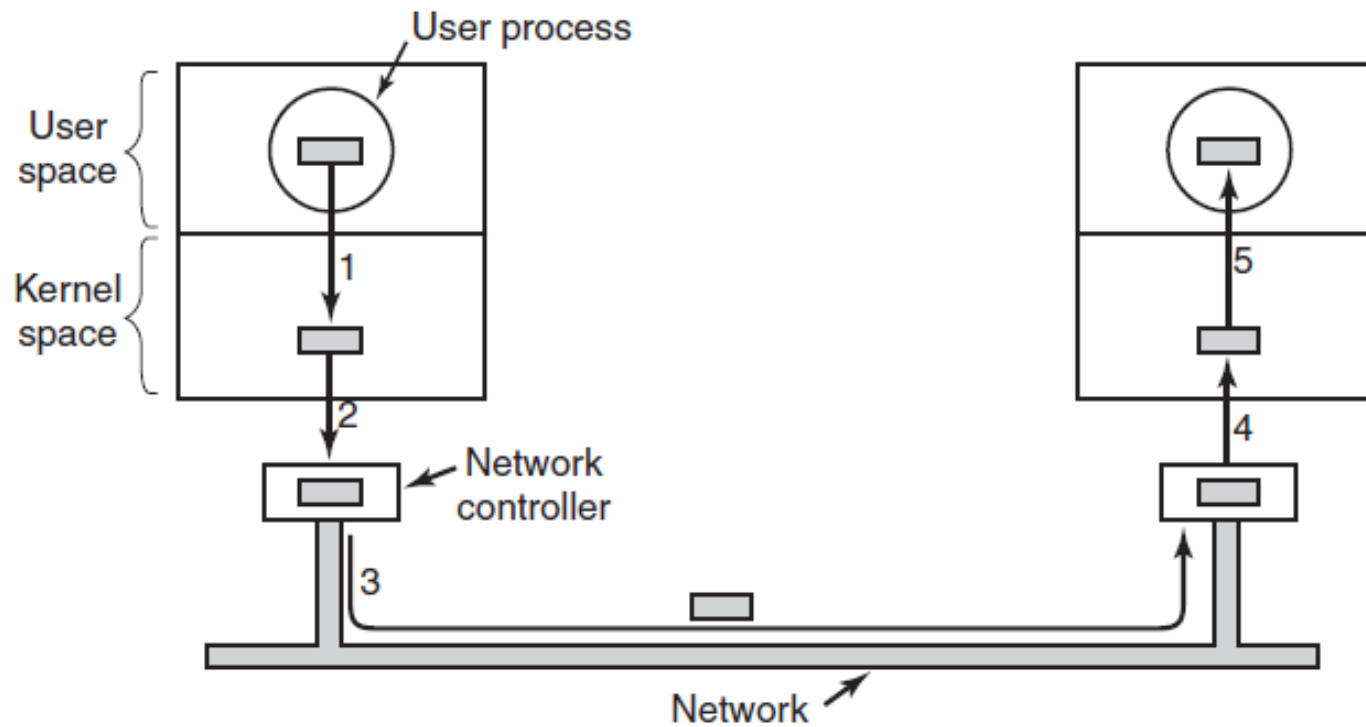 User process
User
space
1
5
Kernel
space
2
4
Network
controller
3
Network